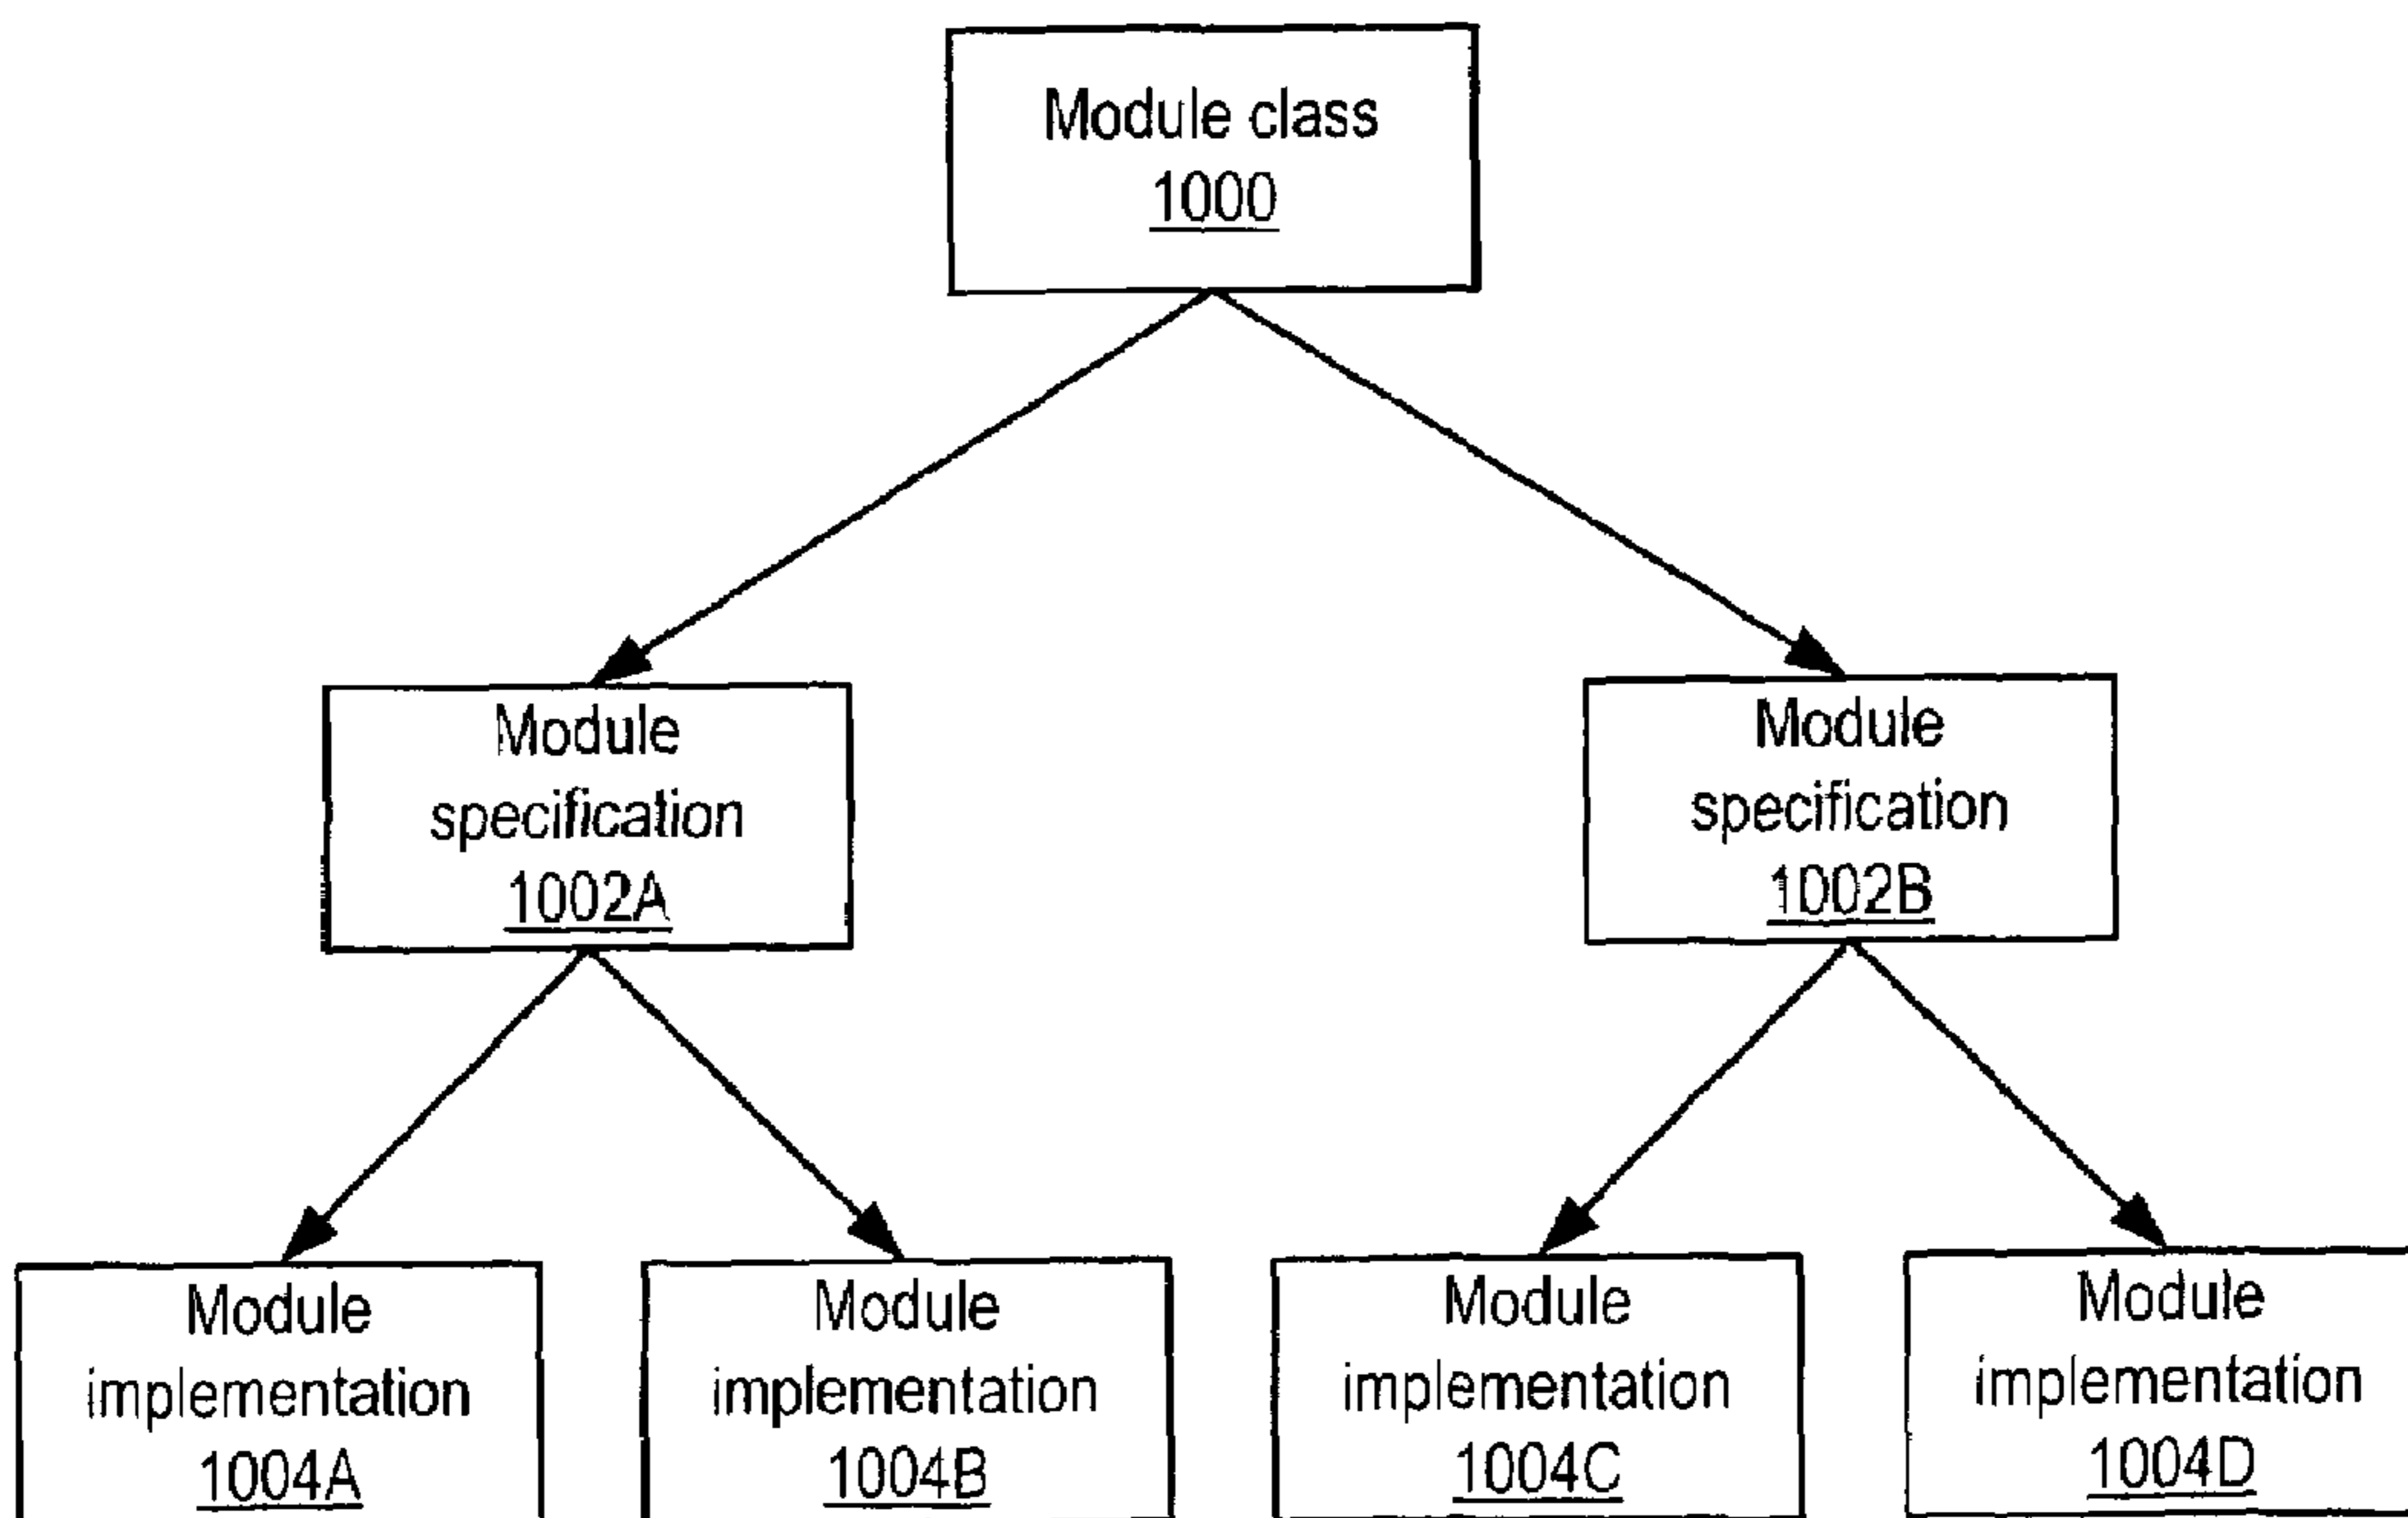 Module class
1000
Module
specification
1002A
Module
specification
1002B
Module
implementation
1004A
Module
implementation
1004B
Module
implementation
1004C
Module
implementation
1004D